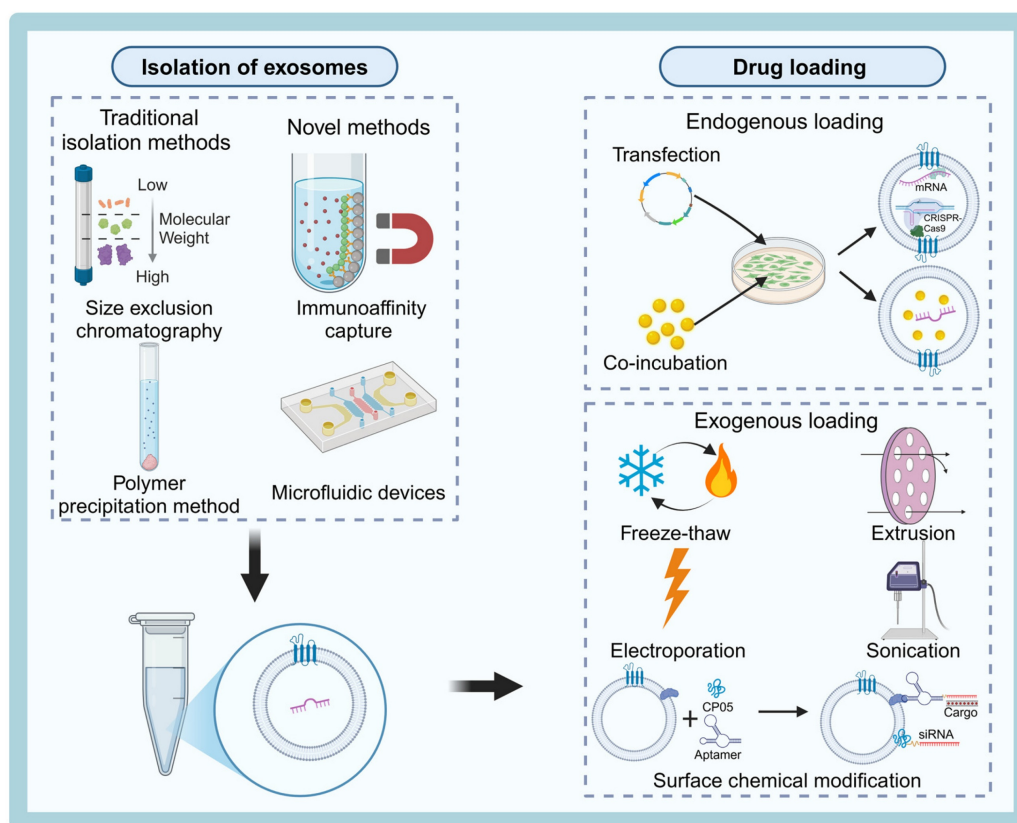 Isolation of exosomes
Traditional
isolation methods
Low
Molecular
Weight
High
Size exclusion
chromatography
Polymer
precipitation method
Novel methods
Immunoaffinity
capture
Microfluidic devices
Drug loading
Endogenous loading
Transfection
Co-incubation
mRNA
CRISPR-
Cas9
Exogenous loading
Freeze-thaw
Extrusion
Electroporation
Sonication
CP05
Aptamer
Cargo
siRNA
Surface chemical modification